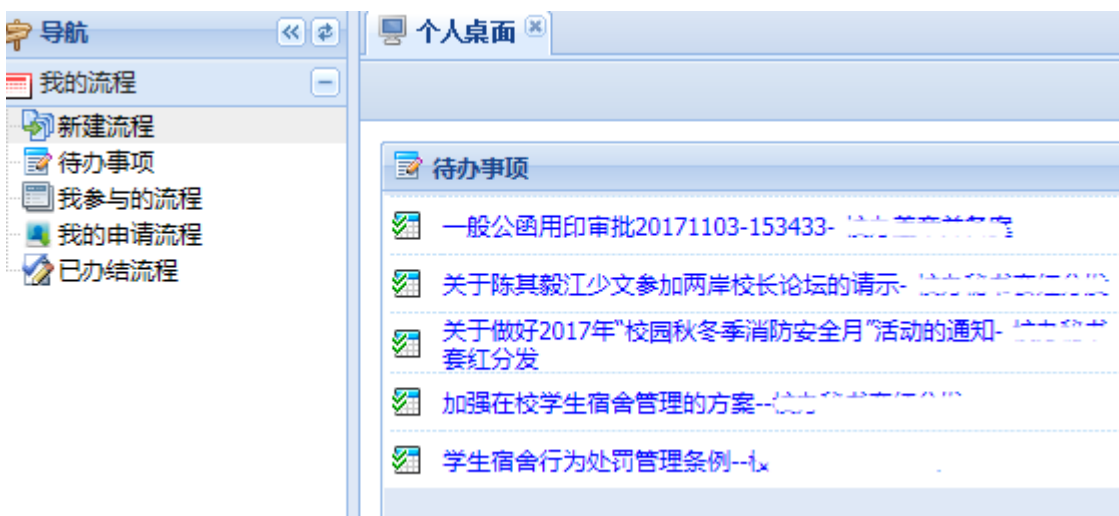 导航
我的流程
新建流程
待办事项
我参与的流程
我的申请流程
已办结流程
个人桌面
待办事项
一般公函用印审批20171103-153433-
关于陈其毅江少文参加两岸校长论坛的请示-
关于做好2017年"校园秋冬季消防安全月"活动的通知-
套红分发
加强在校学生宿舍管理的方案--
学生宿舍行为处罚管理条例--